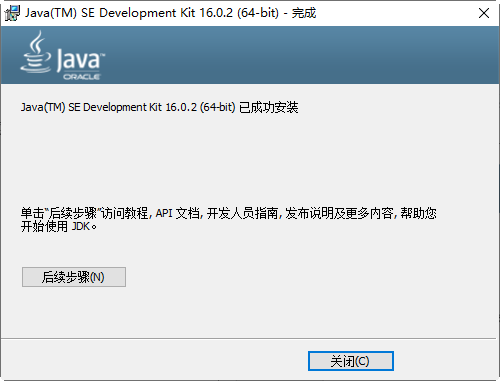 Java(TM) SE Development Kit 16.0.2 (64-bit) - 完成
Java
ORACLE
Java(TM) SE Development Kit 16.0.2 (64-bit) 已成功安装
单击“后续步骤”访问教程, API 文档, 开发人员指南, 发布说明及更多内容, 帮助您
开始使用 JDK。
后续步骤(N)
关闭(C)